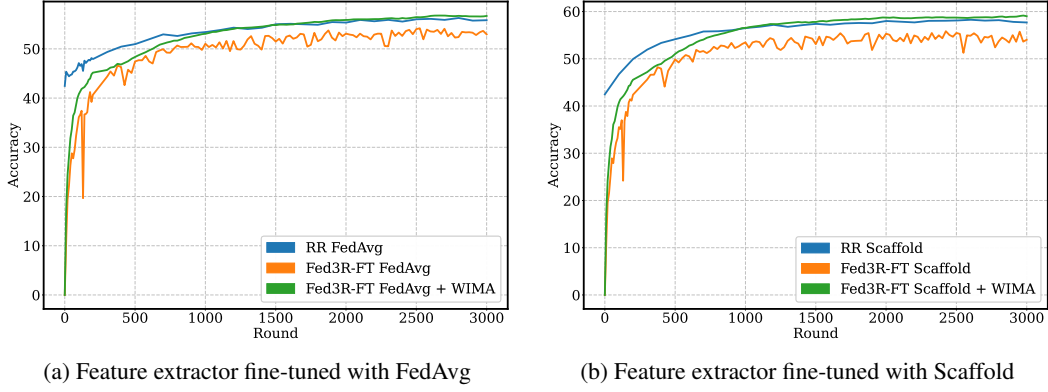 50
40
30
20
10
0
Accuracy
0
500
1000
1500
2000
2500
3000
Round
RR FedAvg
Fed3R-FT FedAvg
Fed3R-FT FedAvg + WIMA
(a) Feature extractor fine-tuned with FedAvg
60
50
40
30
20
10
0
Accuracy
0
500
1000
1500
2000
2500
3000
Round
RR Scaffold
Fed3R-FT Scaffold
Fed3R-FT Scaffold + WIMA
(b) Feature extractor fine-tuned with Scaffold